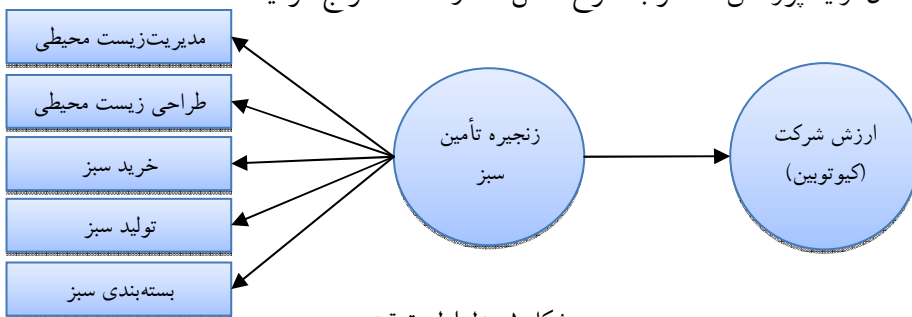 مدیریت‌زیست محیطی
طراحی زیست محیطی
خرید سبز
تولید سبز
بسته‌بندی سبز
زنجیره تأمین
سبز
ارزش شرکت
(کیوتوبین)